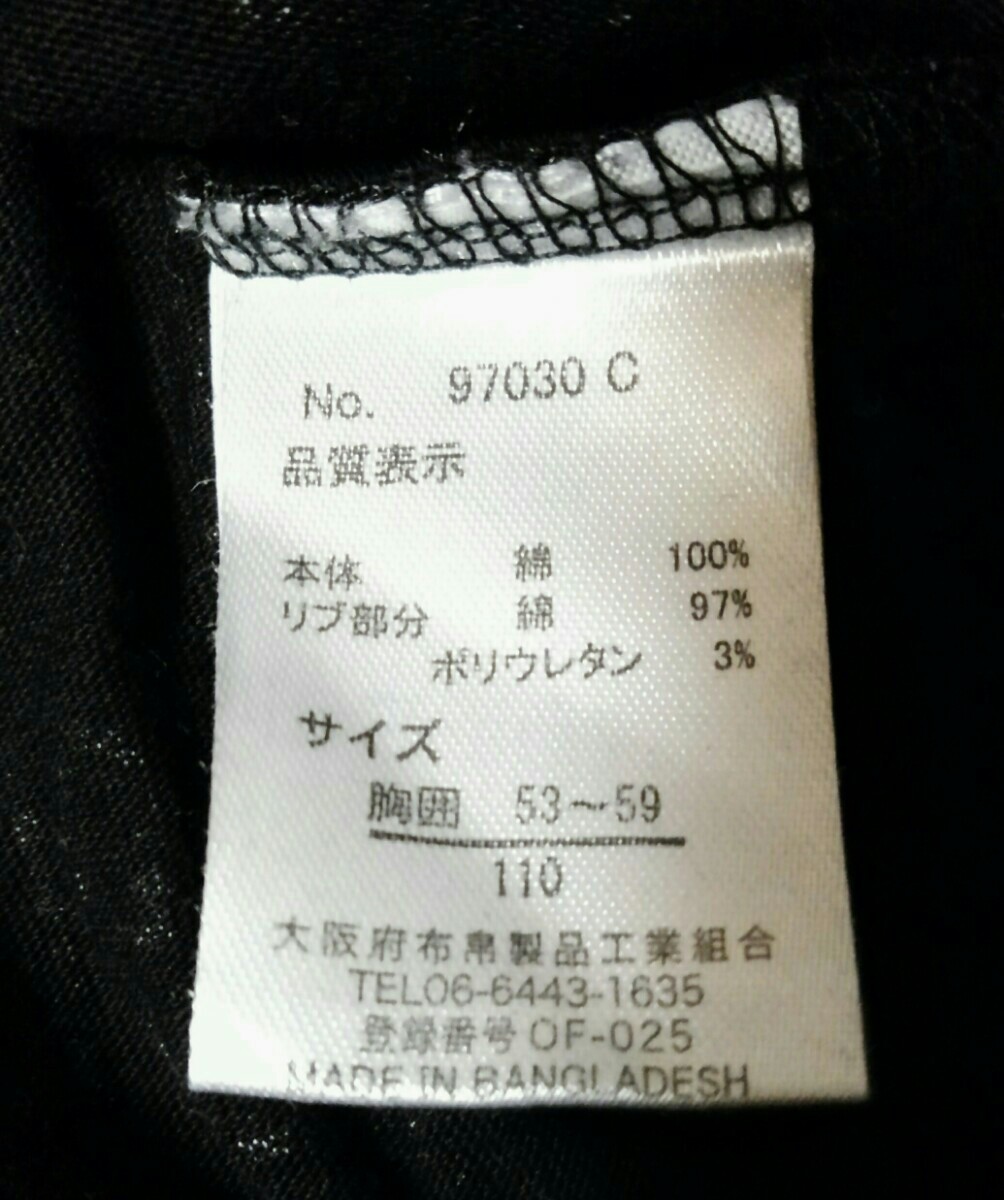 No. 97030 C
品質表示
本体 綿 100%
リブ部分 綿 97%
ポリウレタン 3%
サイズ
胸囲 53~59
110
大阪府布帛製品工業組合
TEL06-6443-1635
登録番号 OF-025
MADE IN BANGLADESH